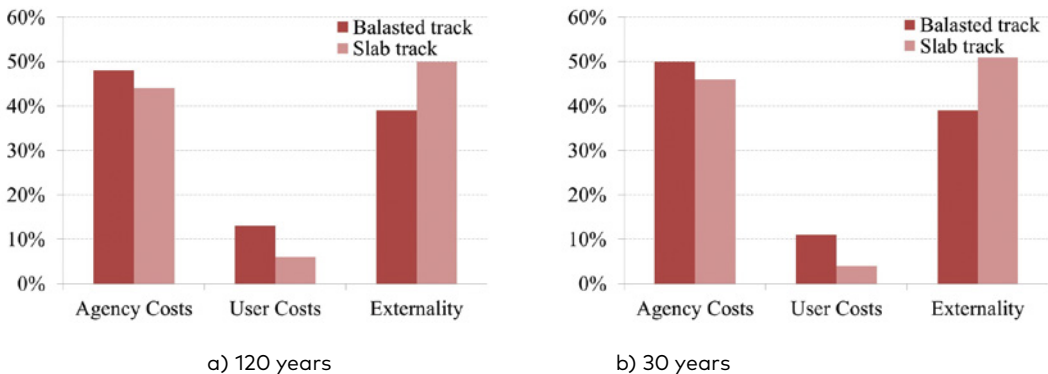 60%
50%
40%
30%
20%
10%
0%
Balasted track
Slab track
Agency Costs User Costs Externality
a) 120 years
60%
50%
40%
30%
20%
10%
0%
Balasted track
Slab track
Agency Costs User Costs Externality
b) 30 years